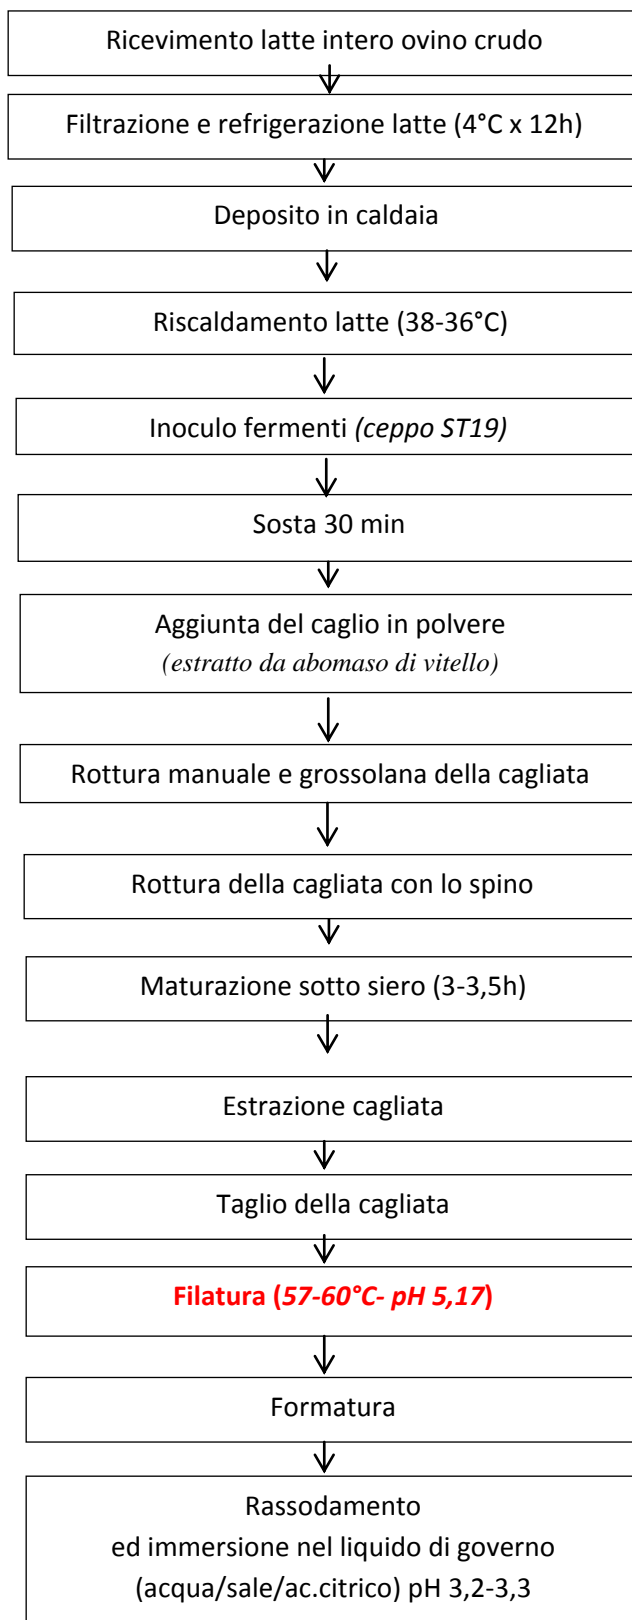 Ricevimento latte intero ovino crudo
Filtrazione e refrigerazione latte (4°C x 12h)
Deposito in caldaia
Riscaldamento latte (38-36°C)
Inoculo fermenti (ceppo ST19)
Sosta 30 min
Aggiunta del caglio in polvere
(estratto da abomaso di vitello)
Rottura manuale e grossolana della cagliata
Rottura della cagliata con lo spino
Maturazione sotto siero (3-3,5h)
Estrazione cagliata
Taglio della cagliata
Filatura (57-60°C- pH 5,17)
Formatura
Rassodamento
ed immersione nel liquido di governo
(acqua/sale/ac.citrico) pH 3,2-3,3